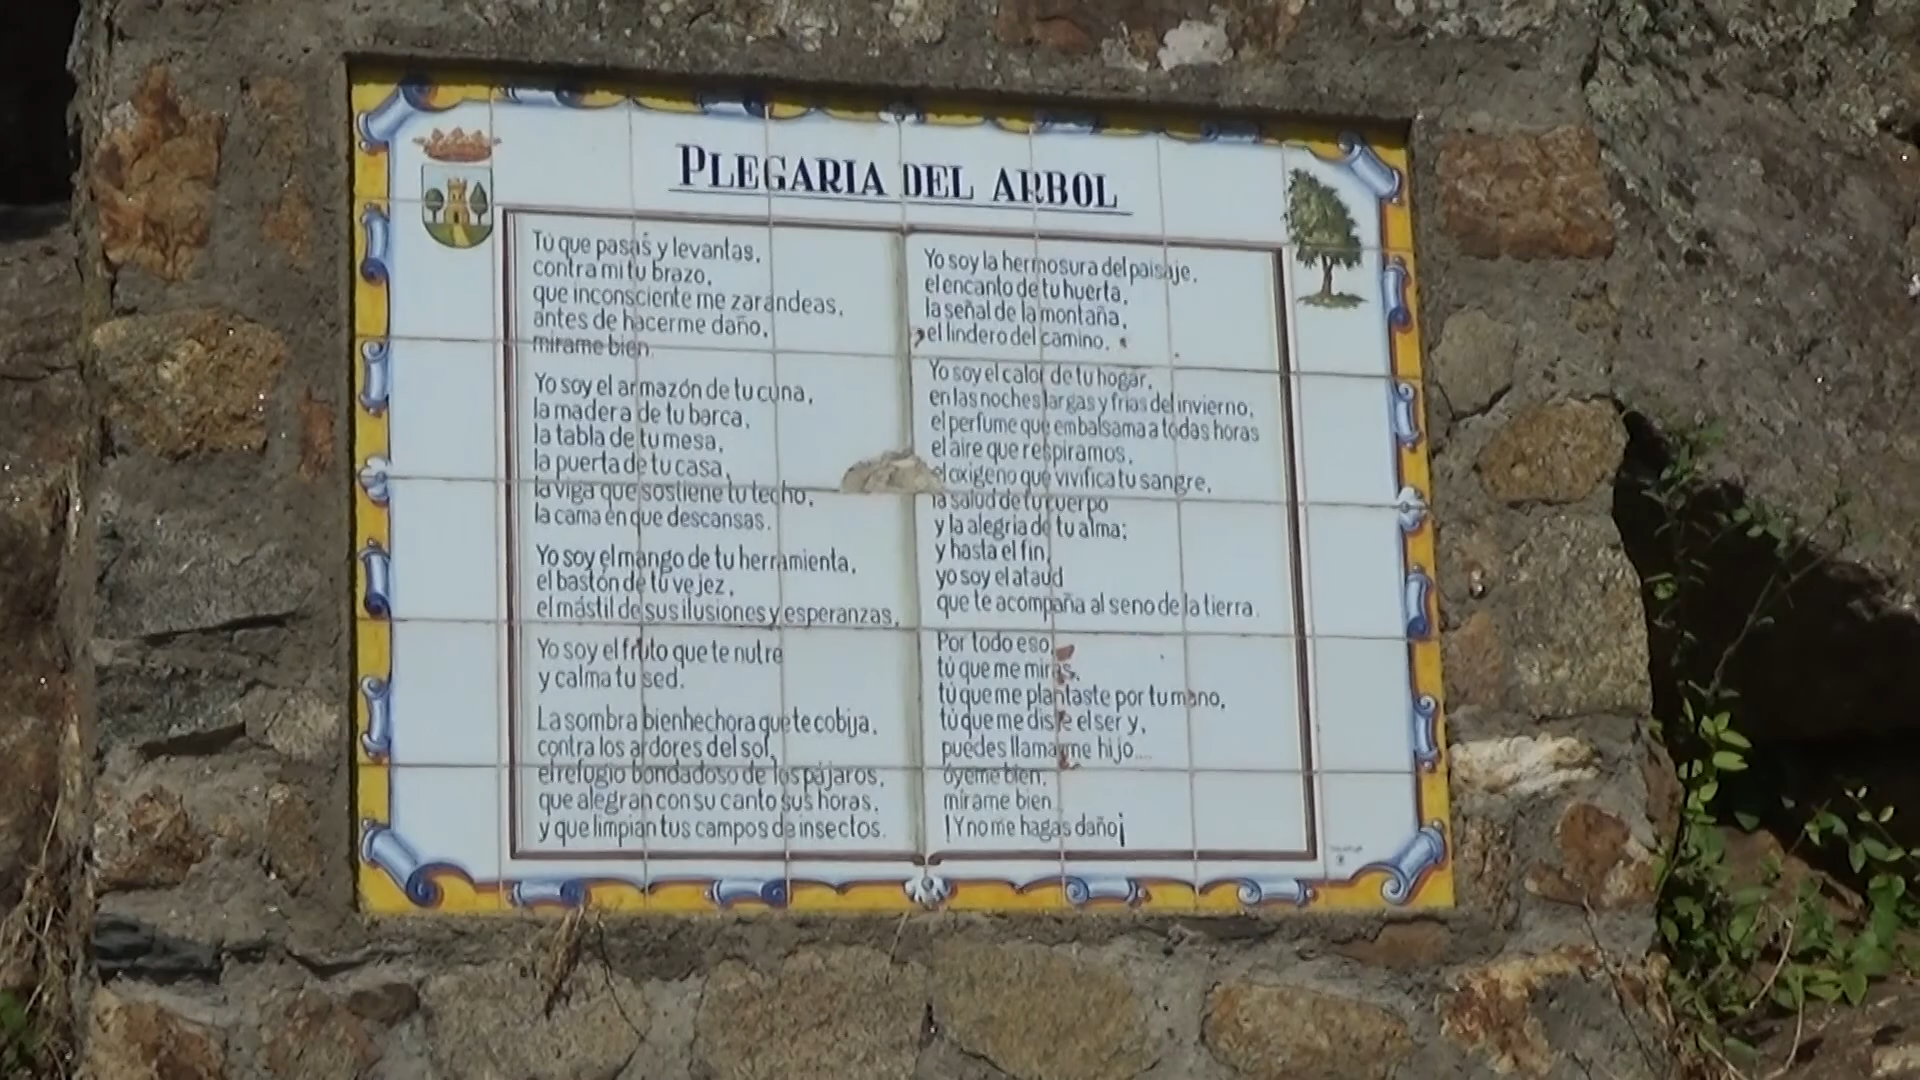 PLEGARIA DEL ARBOL
Tú que pasas y levantas,
contra mi tu brazo,
que inconsciente me zarandeas,
antes de hacerme daño,
mirame bien.
Yo soy el armazón de tu cuna,
la madera de tu barca,
la tabla de tu mesa,
la puerta de tu casa,
la viga que sostiene tu techo,
la cama en que descansas.
Yo soy el mango de tu herramienta,
el bastón de tu vejez,
el mástil de sus ilusiones y esperanzas,
Yo soy el fruto que te nutre
y calma tu sed.
La sombra bienhechora que te cobija,
contra los ardores del sol,
el refugio bondadoso de los pájaros,
que alegran con su canto sus horas,
y que limpian tus campos de insectos.
Yo soy la hermosura del paisaje,
el encanto de tu huerta,
la señal de la montaña,
el lindero del camino.
Yo soy el calor de tu hogar,
en las noches largas y frias del invierno,
el perfume que embalsama a todas horas
el aire que respiramos,
el oxigeno que vivifica tu sangre,
la salud de tu cuerpo
y la alegria de tu alma;
y hasta el fin,
yo soy el ataud
que te acompaña al seno de la tierra.
Por todo eso,
tú que me miras,
tú que me plantaste por tu mano,
tú que me diste el ser y,
puedes llamarme hijo....
óyeme bien,
mirame bien
¡Y no me hagas daño¡